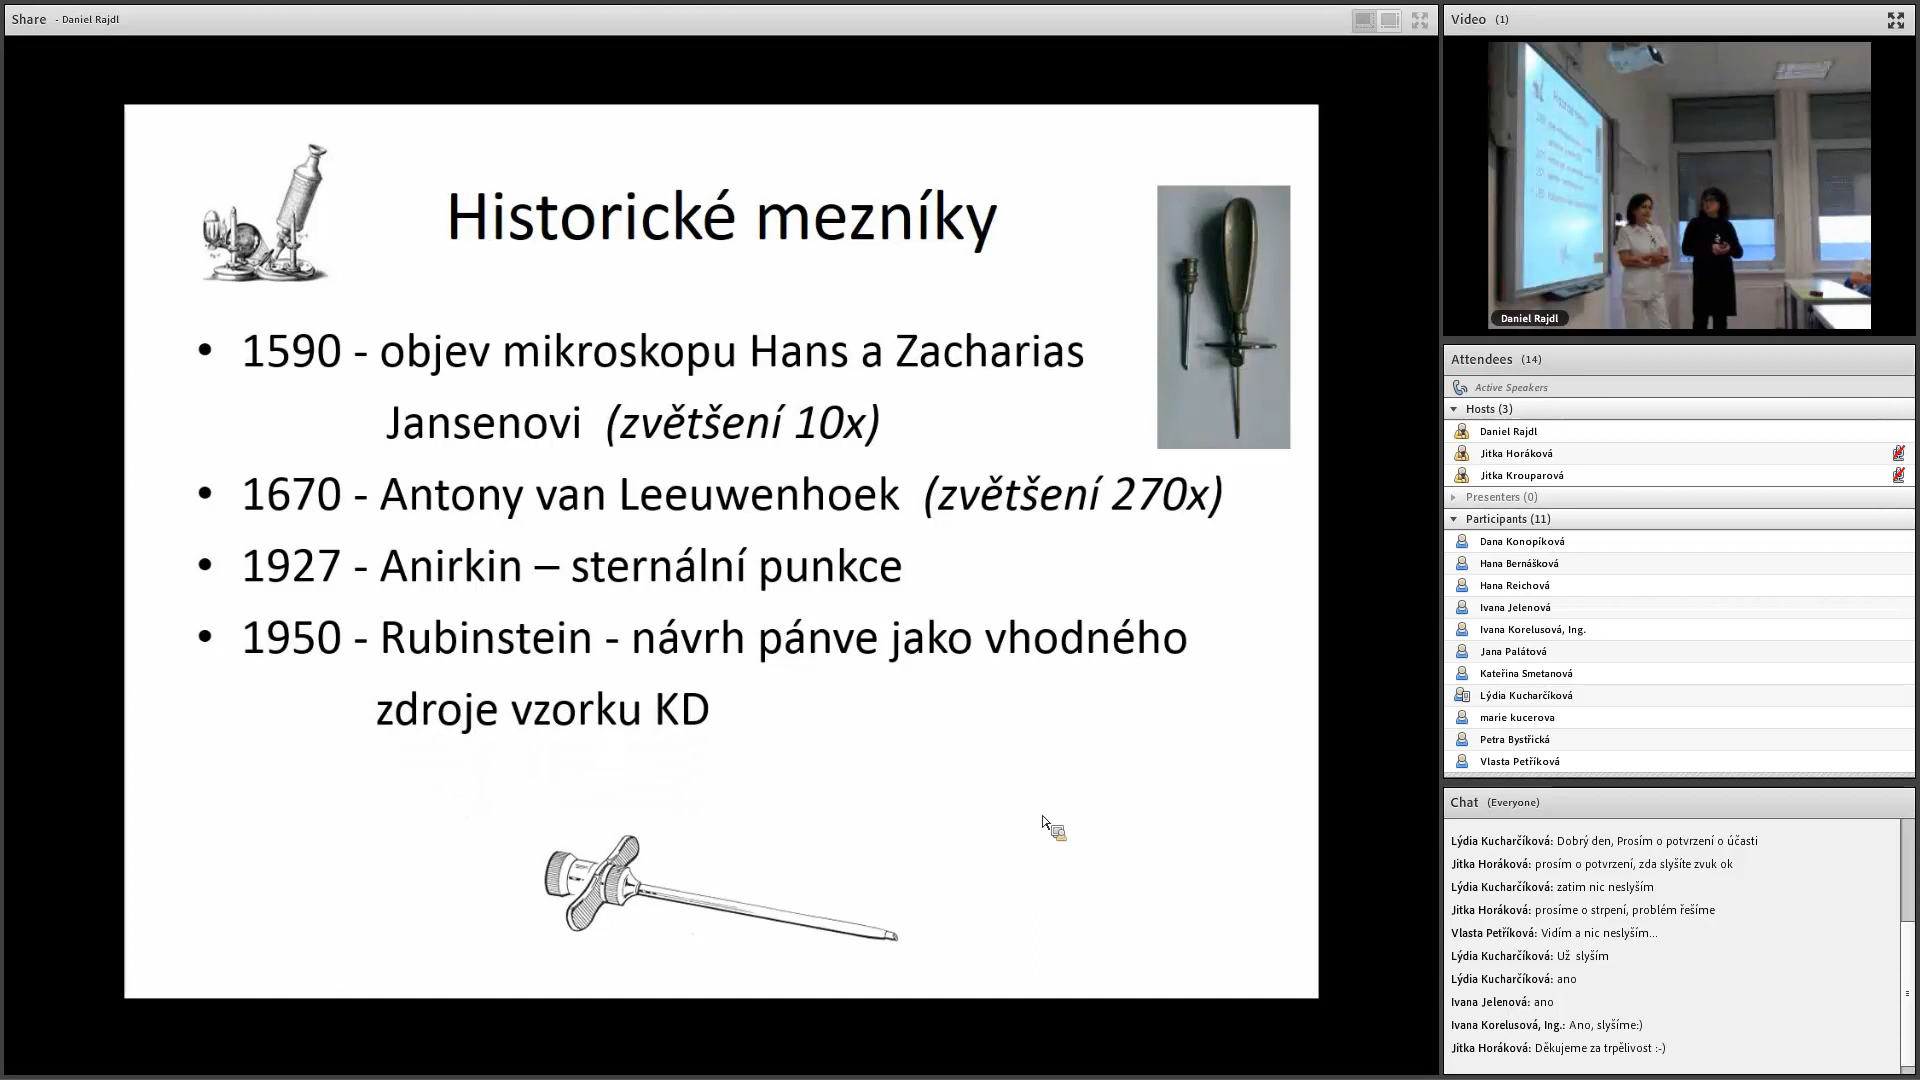 Share - Daniel Rajdl
Historické mezníky
• 1590 - objev mikroskopu Hans a Zacharias
Jansenovi (zvětšení 10x)
• 1670 - Antony van Leeuwenhoek (zvětšení 270x)
• 1927 - Anirkin – sternální punkce
• 1950 - Rubinstein - návrh pánve jako vhodného
zdroje vzorku KD
Video (1)
Daniel Rajdl
Attendees (14)
Active Speakers
Hosts (3)
Daniel Rajdl
Jitka Horáková
Jitka Krouparová
Presenters (0)
Participants (11)
Dana Konopíková
Hana Bernášková
Hana Reichová
Ivana Jelenová
Ivana Korelusová, Ing.
Jana Palátová
Kateřina Smetanová
Lýdia Kucharčíková
marie kucerova
Petra Bystřická
Vlasta Petříková
Chat (Everyone)
Lýdia Kucharčíková: Dobrý den, Prosím o potvrzení o účasti
Jitka Horáková: prosím o potvrzení, zda slyšíte zvuk ok
Lýdia Kucharčíková: zatim nic neslyším
Jitka Horáková: prosíme o strpení, problém řešíme
Vlasta Petříková: Vidím a nic neslyším...
Lýdia Kucharčíková: Už slyším
Lýdia Kucharčíková: ano
Ivana Jelenová: ano
Ivana Korelusová, Ing.: Ano, slyšíme:)
Jitka Horáková: Děkujeme za trpělivost :-)